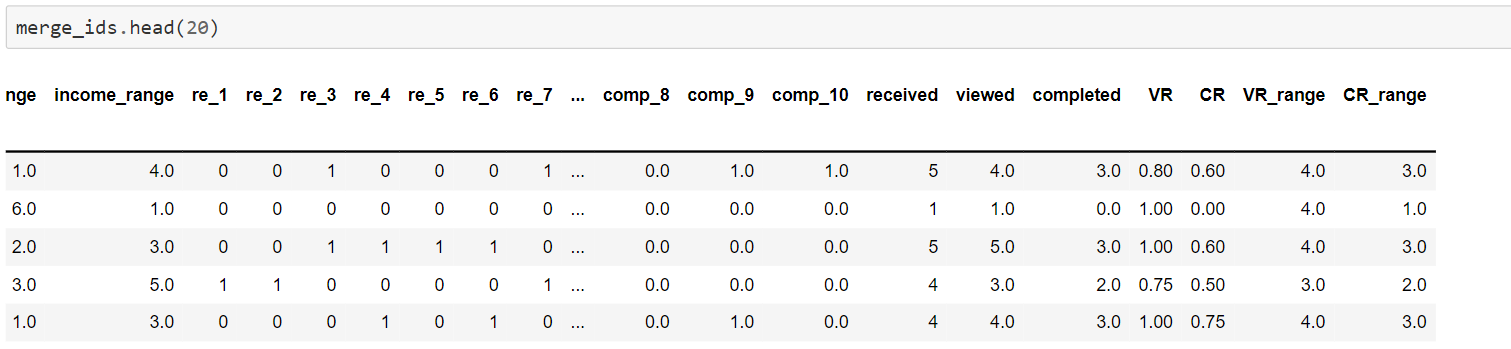 merge_ids.head(20)
nge income_range re_1 re_2 re_3 re_4 re_5 re_6 re_7 ... comp_8 comp_9 comp_10 received viewed completed VR CR VR_range CR_range
1.0 4.0 0 0 1 0 0 0 1 ... 0.0 1.0 1.0 5 4.0 3.0 0.80 0.60 4.0 3.0
6.0 1.0 0 0 0 0 0 0 0 ... 0.0 0.0 0.0 1 1.0 0.0 1.00 0.00 4.0 1.0
2.0 3.0 0 0 1 1 1 1 0 ... 0.0 0.0 0.0 5 5.0 3.0 1.00 0.60 4.0 3.0
3.0 5.0 1 1 0 0 0 0 1 ... 0.0 0.0 0.0 4 3.0 2.0 0.75 0.50 3.0 2.0
1.0 3.0 0 0 0 1 0 1 0 ... 0.0 1.0 0.0 4 4.0 3.0 1.00 0.75 4.0 3.0